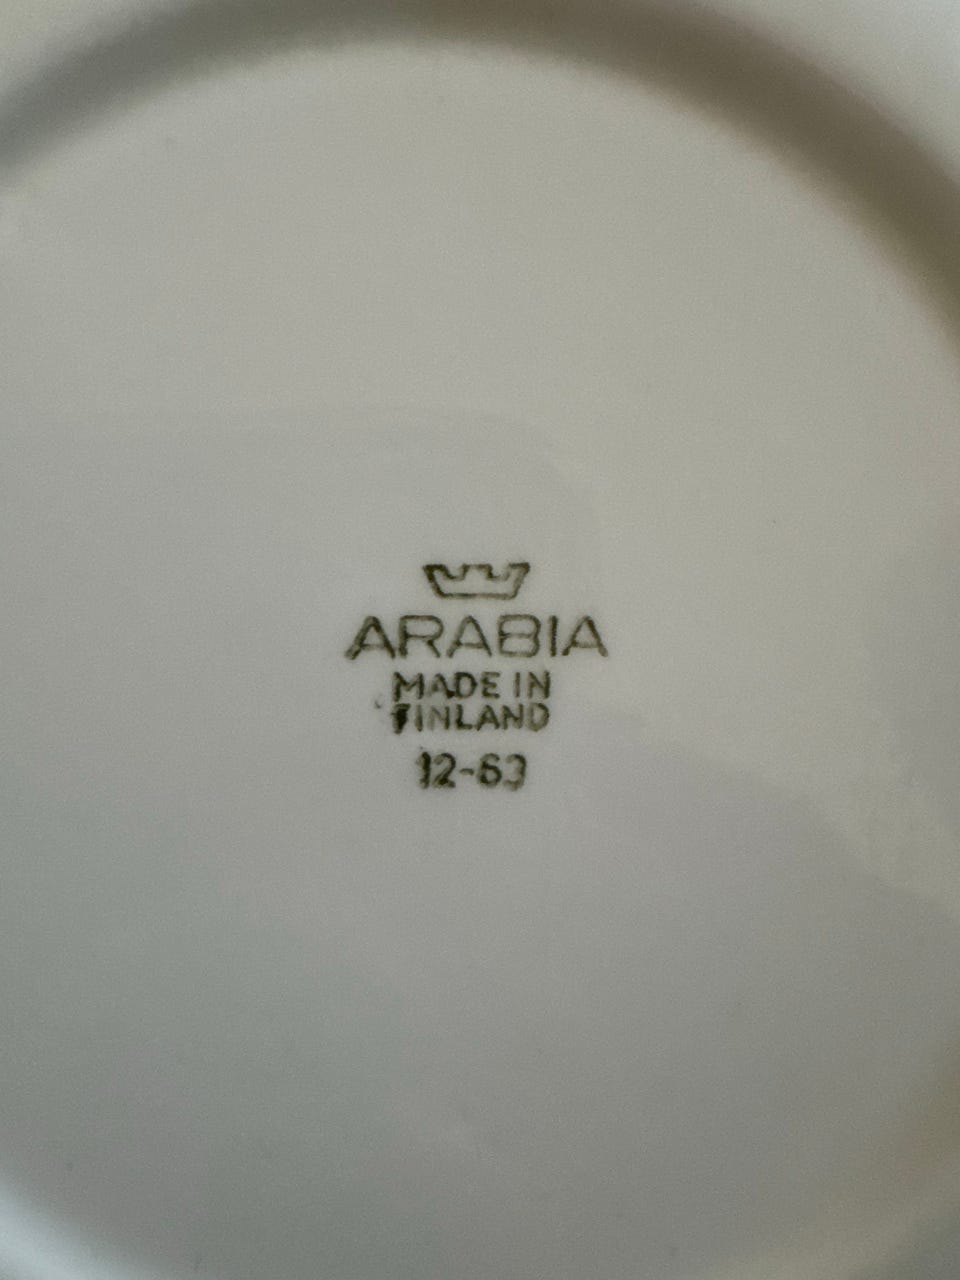 ARABIA
MADE IN
FINLAND
12-63